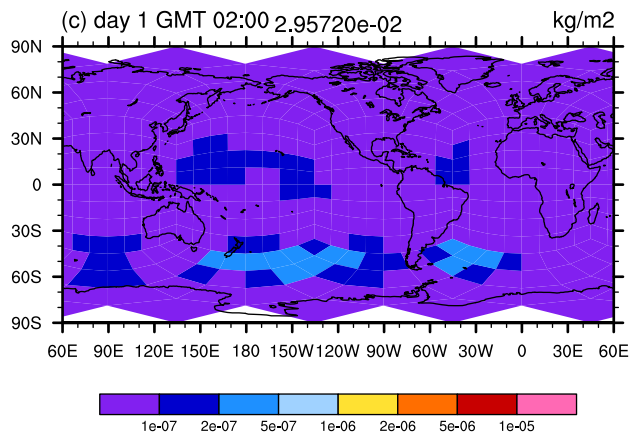 (c) day 1 GMT 02:00 2.95720e-02 kg/m2
90N
60N
30N
0
30S
60S
90S
60E 90E 120E 150E 180 150W 120W 90W 60W 30W 0 30E 60E
1e-07 2e-07 5e-07 1e-06 2e-06 5e-06 1e-05